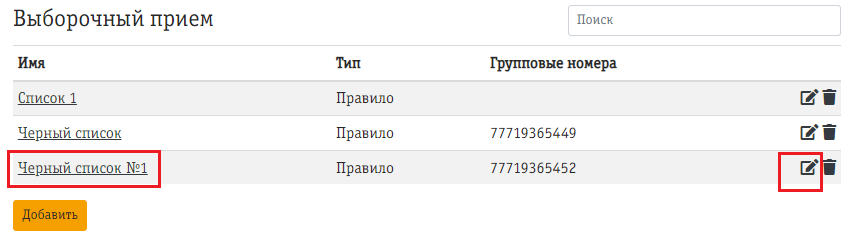 Выборочный прием Поиск
Имя Тип Групповые номера
Список 1 Правило
Черный список Правило 77719365449
Черный список №1 Правило 77719365452
Добавить